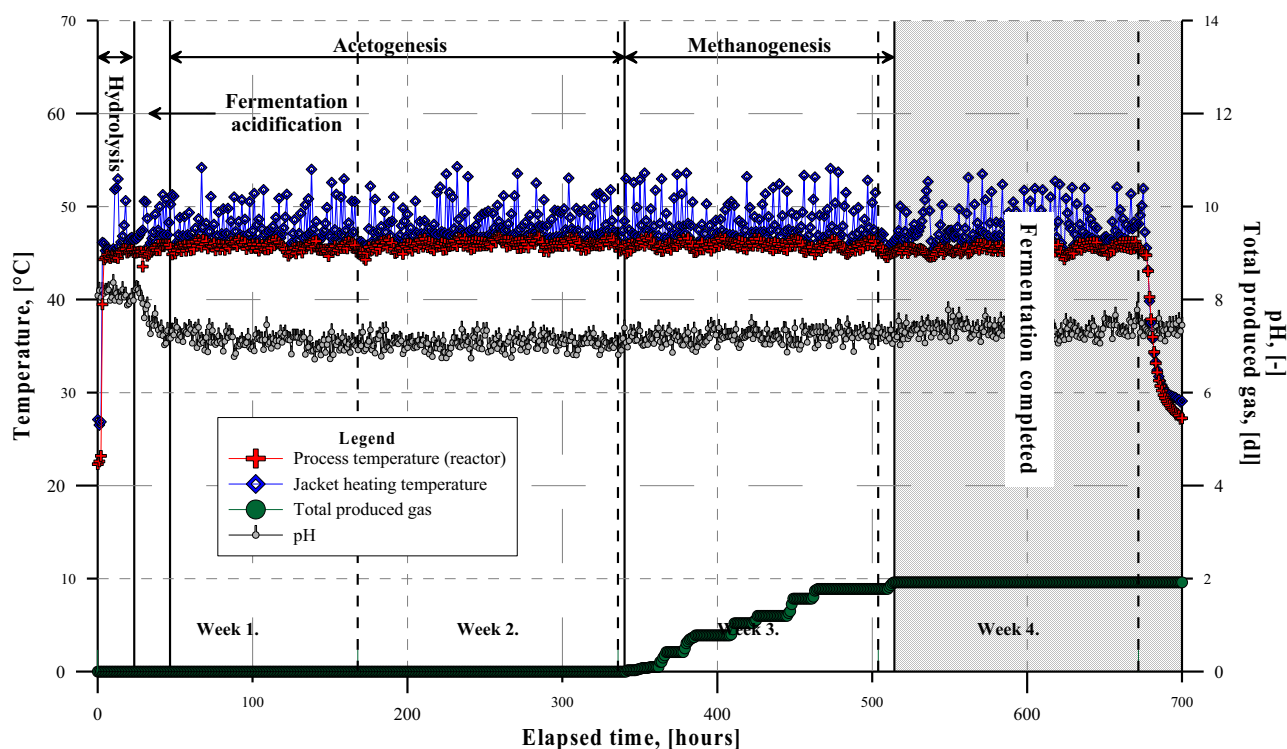 70
60
50
40
30
20
10
0
Temperature, [°C]
14
12
10
8
6
4
2
0
Total produced gas, [dl]
pH, [-]
Acetogenesis
Methanogenesis
Hydrolysis
Fermentation
acidification
Fermentation completed
Legend
Process temperature (reactor)
Jacket heating temperature
Total produced gas
pH
Week 1.
Week 2.
Week 3.
Week 4.
0
100
200
300
400
500
600
700
Elapsed time, [hours]